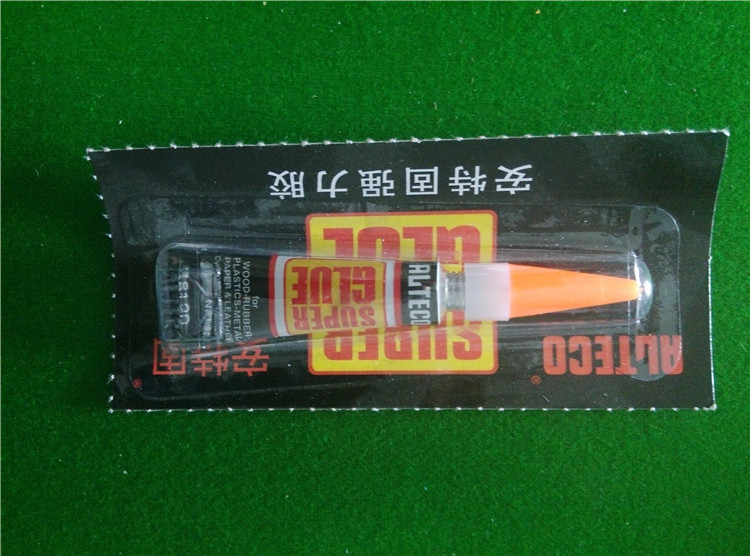 ALTECO®
安特固®
SUPER
GLUE
安特固强力胶
ALTECO
SUPER
GLUE
for
WOOD-RUBBER-
PLASTICS-METAL
PAPER & LEATHER